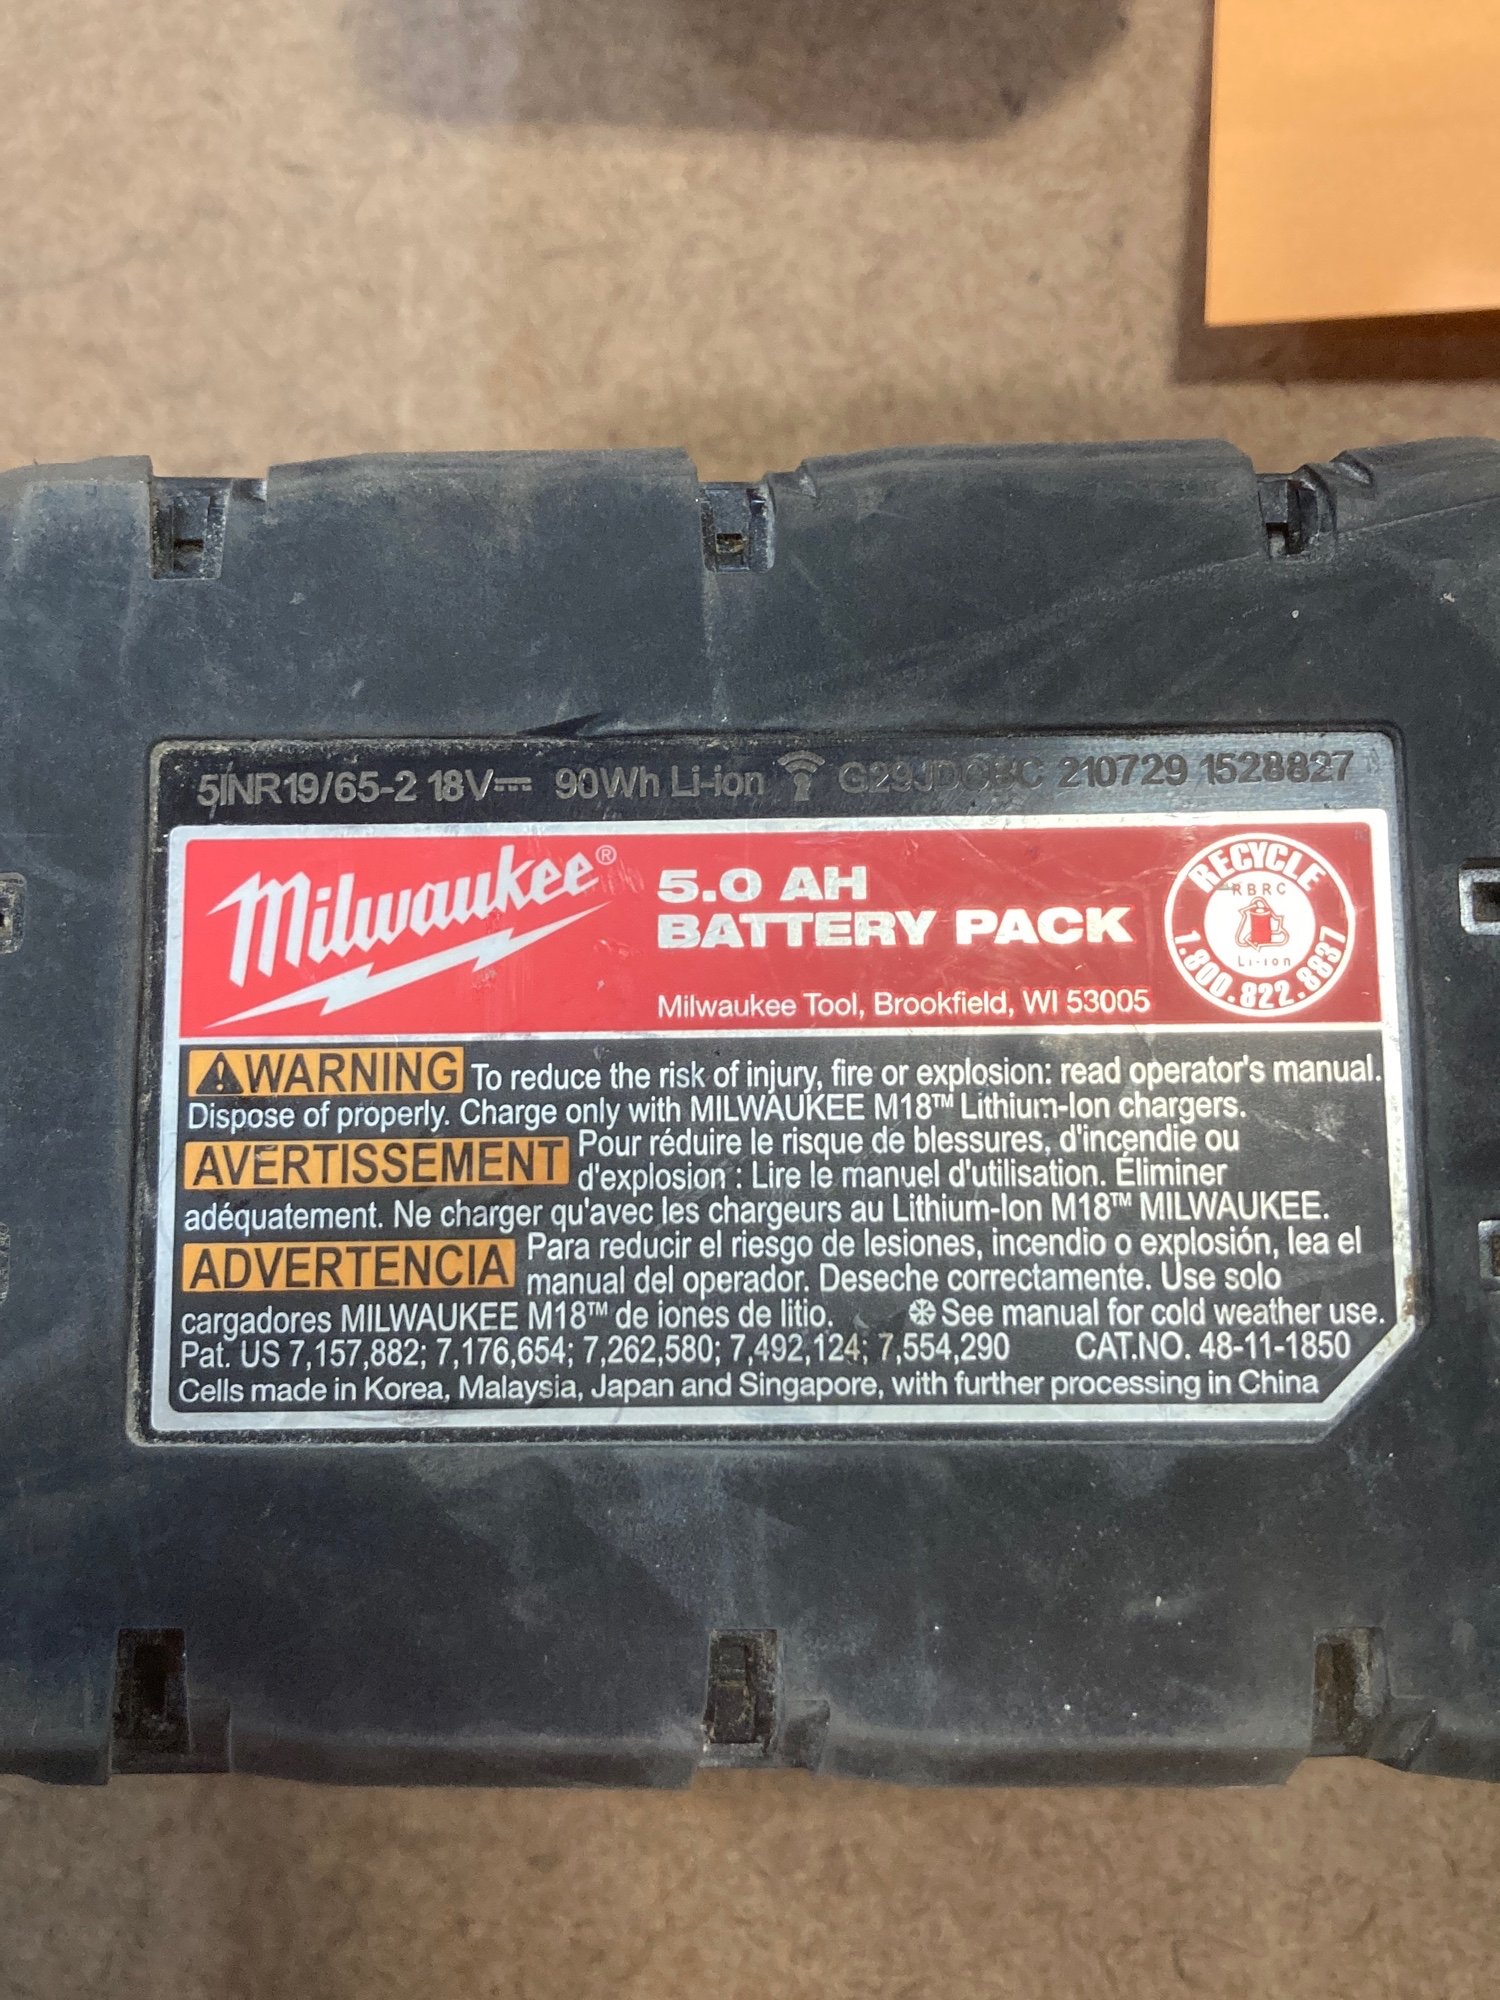 5INR19/65-2 18V⎓ 90Wh Li-ion 210729 1528827
Milwaukee®
5.0 AH
BATTERY PACK
Milwaukee Tool, Brookfield, WI 53005
RECYCLE
RBRC
Li-ion
1.800.822.8837
⚠WARNING To reduce the risk of injury, fire or explosion: read operator's manual.
Dispose of properly. Charge only with MILWAUKEE M18™ Lithium-Ion chargers.
AVERTISSEMENT Pour réduire le risque de blessures, d'incendie ou
d'explosion : Lire le manuel d'utilisation. Éliminer
adéquatement. Ne charger qu'avec les chargeurs au Lithium-Ion M18™ MILWAUKEE.
ADVERTENCIA Para reducir el riesgo de lesiones, incendio o explosión, lea el
manual del operador. Deseche correctamente. Use solo
cargadores MILWAUKEE M18™ de iones de litio. ❄See manual for cold weather use.
Pat. US 7,157,882; 7,176,654; 7,262,580; 7,492,124; 7,554,290 CAT.NO. 48-11-1850
Cells made in Korea, Malaysia, Japan and Singapore, with further processing in China